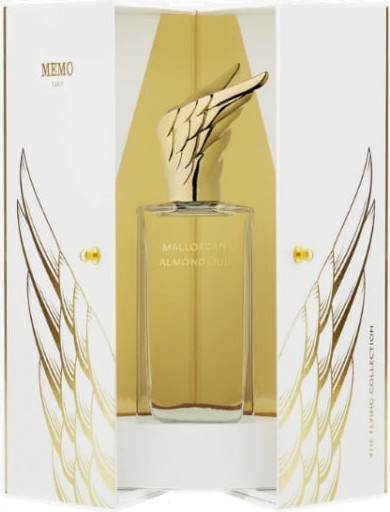 MEMO
PARIS
MALLORCAN
ALMOND OUD
THE FLYING COLLECTION